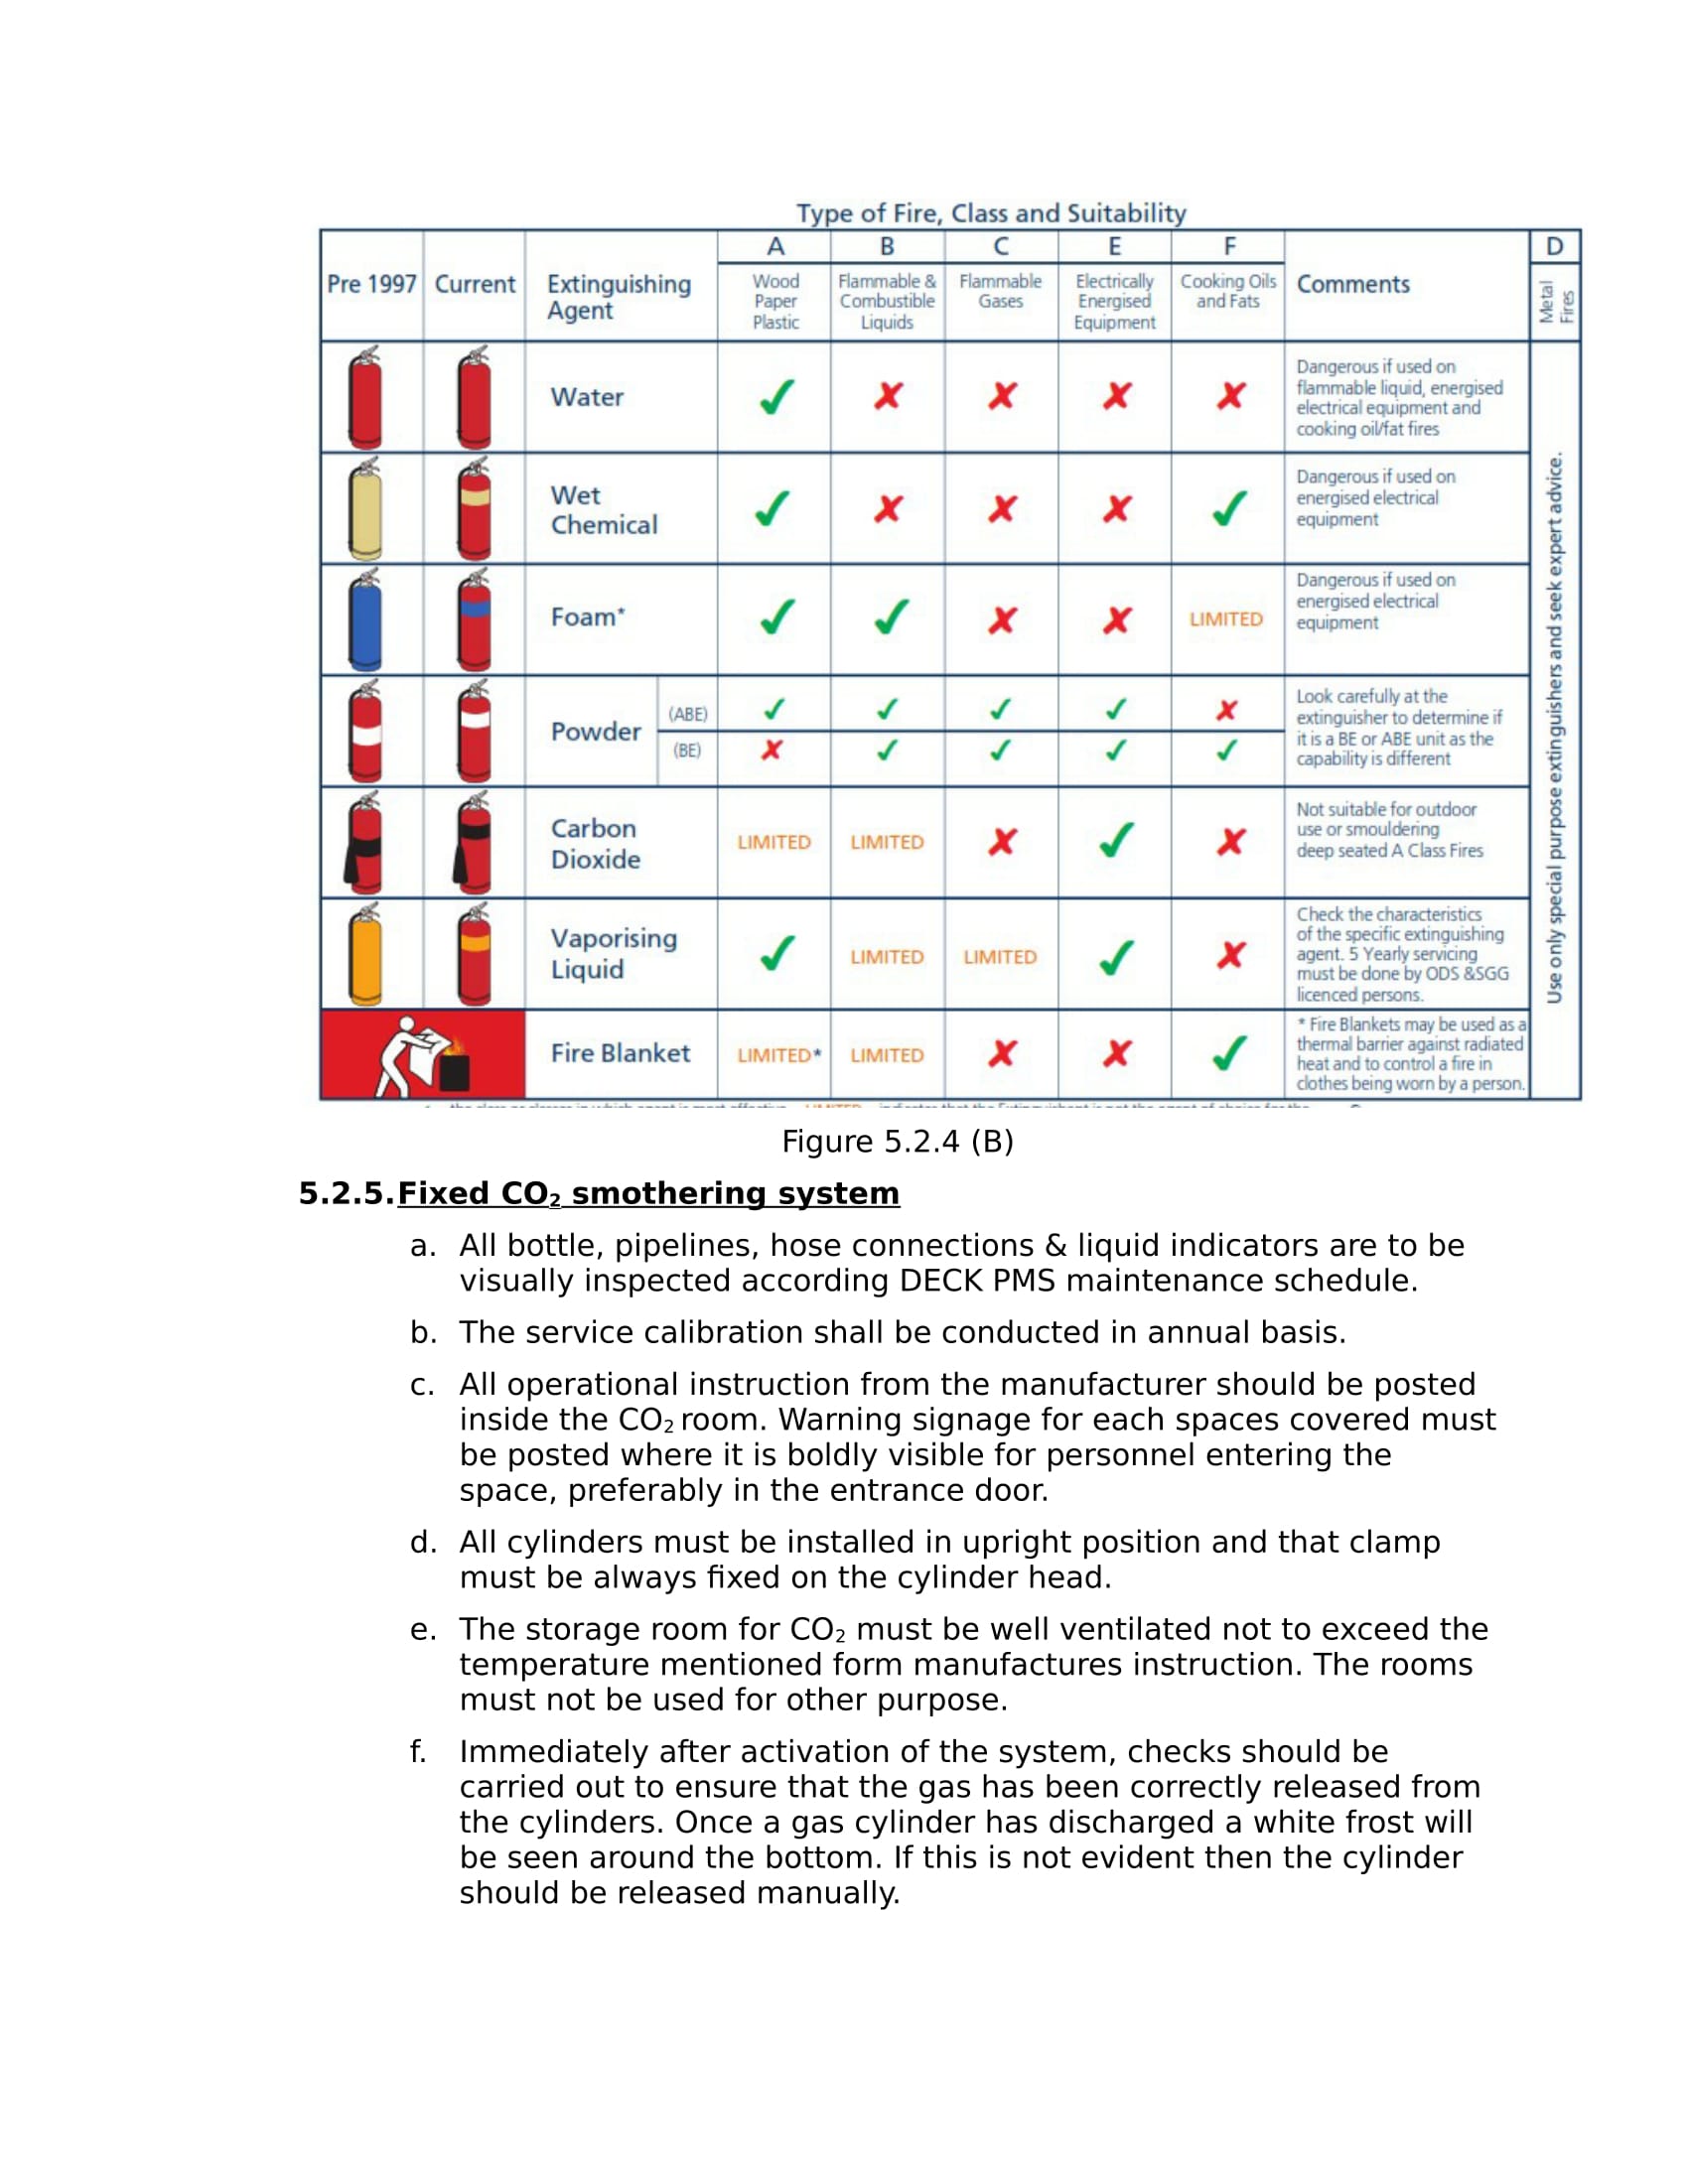 Type of Fire, Class and Suitability
Pre 1997 Current Extinguishing Agent A B C E F Comments D
Wood Paper Plastic
Flammable & Combustible Liquids
Flammable Gases
Electrically Energised Equipment
Cooking Oils and Fats
Metal Fires
Water ✓ ✗ ✗ ✗ ✗
Dangerous if used on
flammable liquid, energised
electrical equipment and
cooking oil/fat fires
Wet Chemical ✓ ✗ ✗ ✗ ✓
Dangerous if used on
energised electrical
equipment
Foam* ✓ ✓ ✗ ✗ LIMITED
Dangerous if used on
energised electrical
equipment
Powder
(ABE) ✓ ✓ ✓ ✓ ✗
(BE) ✗ ✓ ✓ ✓ ✓
Look carefully at the
extinguisher to determine if
it is a BE or ABE unit as the
capability is different
Carbon Dioxide LIMITED LIMITED ✗ ✓ ✗
Not suitable for outdoor
use or smouldering
deep seated A Class Fires
Vaporising Liquid ✓ LIMITED LIMITED ✓ ✗
Check the characteristics
of the specific extinguishing
agent. 5 Yearly servicing
must be done by ODS &SGG
licenced persons.
Fire Blanket LIMITED* LIMITED ✗ ✗ ✓
* Fire Blankets may be used as a
thermal barrier against radiated
heat and to control a fire in
clothes being worn by a person.
Use only special purpose extinguishers and seek expert advice.
Figure 5.2.4 (B)
5.2.5.Fixed CO₂ smothering system
a. All bottle, pipelines, hose connections & liquid indicators are to be
visually inspected according DECK PMS maintenance schedule.
b. The service calibration shall be conducted in annual basis.
c. All operational instruction from the manufacturer should be posted
inside the CO₂ room. Warning signage for each spaces covered must
be posted where it is boldly visible for personnel entering the
space, preferably in the entrance door.
d. All cylinders must be installed in upright position and that clamp
must be always fixed on the cylinder head.
e. The storage room for CO₂ must be well ventilated not to exceed the
temperature mentioned form manufactures instruction. The rooms
must not be used for other purpose.
f. Immediately after activation of the system, checks should be
carried out to ensure that the gas has been correctly released from
the cylinders. Once a gas cylinder has discharged a white frost will
be seen around the bottom. If this is not evident then the cylinder
should be released manually.